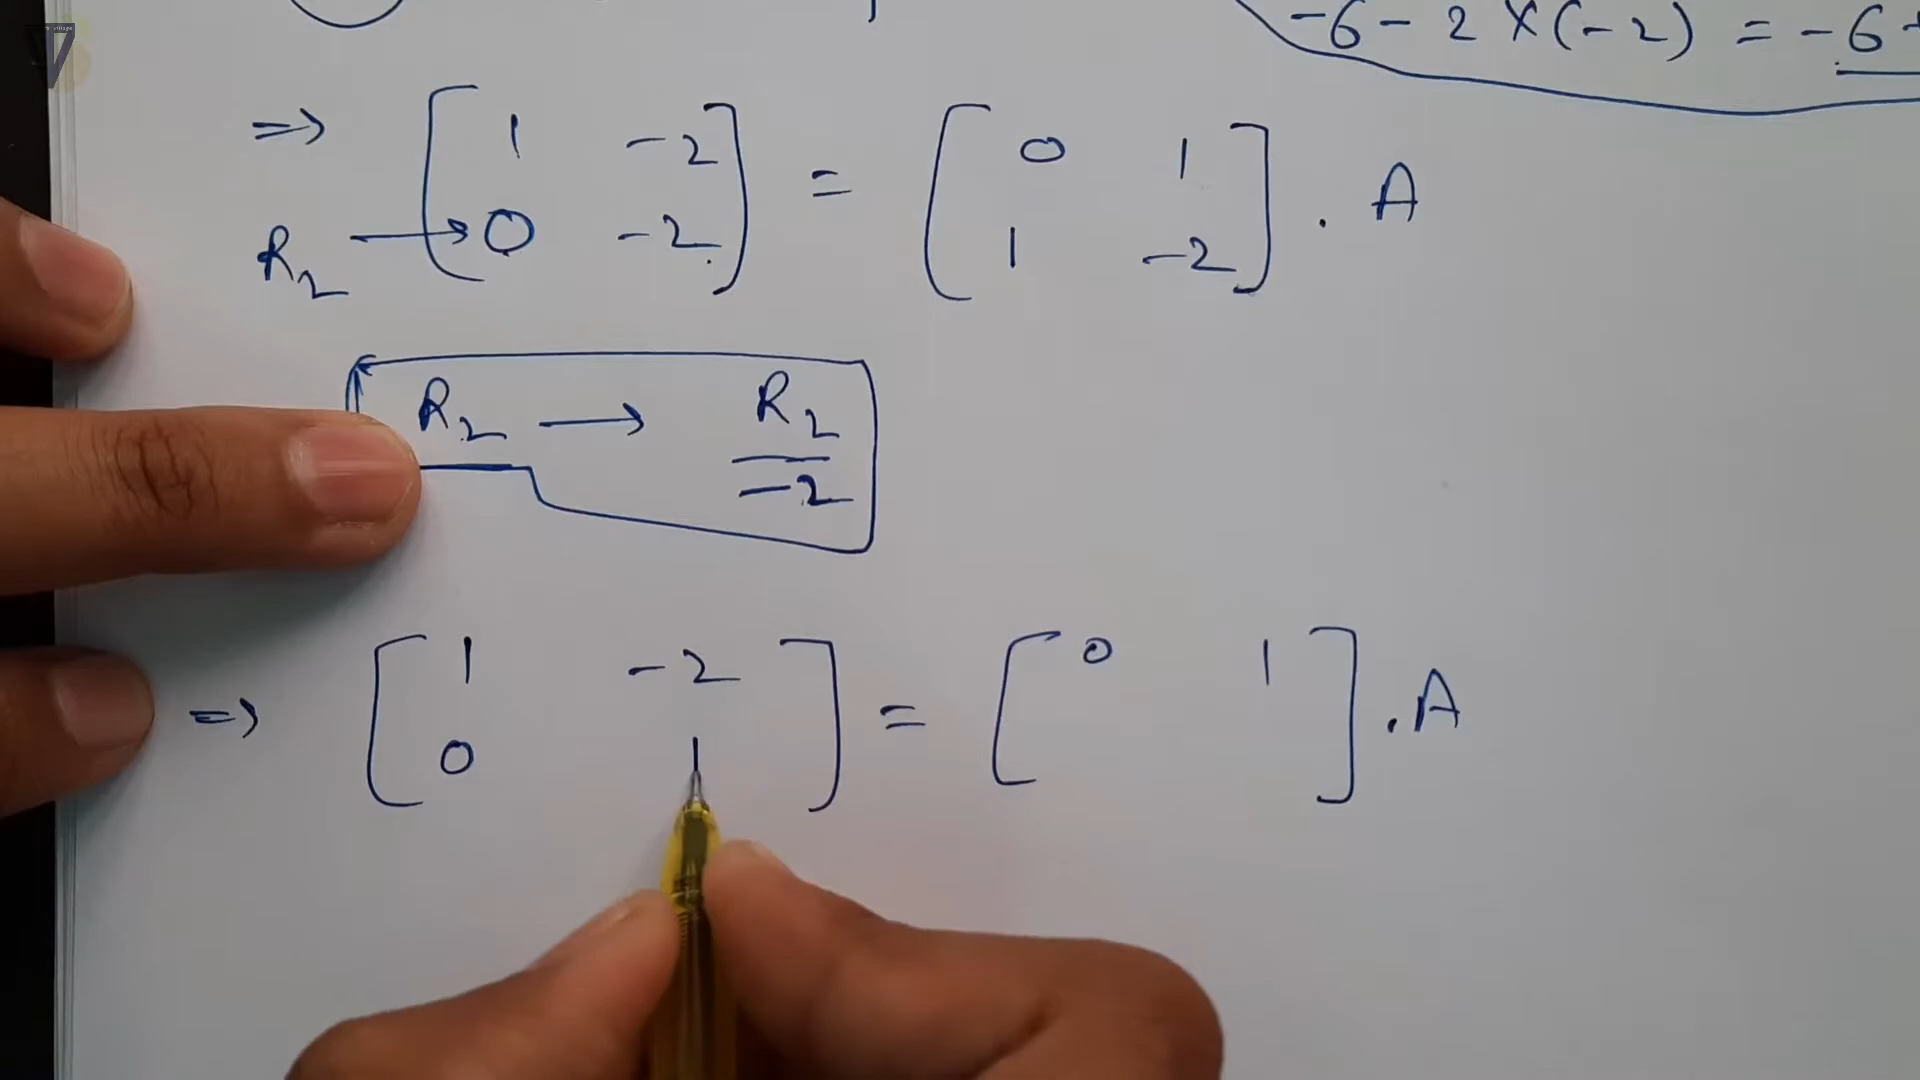 -6-2×(-2) = -6
⇒ [1 -2] = [0 1] . A
R₂ → [0 -2] [1 -2]
R₂ → R₂
-2
⇒ [1 -2] = [0 1] . A
[0 1]